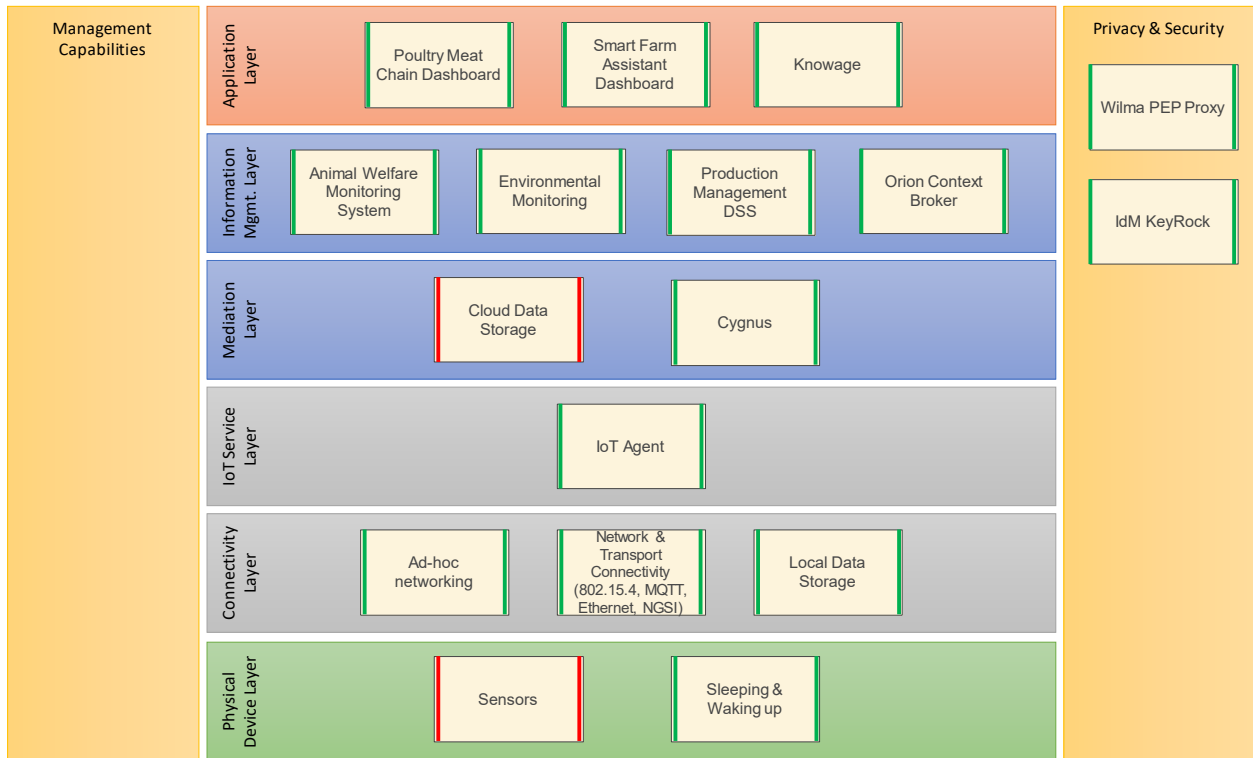 Management
Capabilities
Application
Layer
Poultry Meat
Chain Dashboard
Smart Farm
Assistant
Dashboard
Knowage
Information
Mgmt. Layer
Animal Welfare
Monitoring
System
Environmental
Monitoring
Production
Management
DSS
Orion Context
Broker
Mediation
Layer
Cloud Data
Storage
Cygnus
IoT Service
Layer
IoT Agent
Connectivity
Layer
Ad-hoc
networking
Network &
Transport
Connectivity
(802.15.4, MQTT,
Ethernet, NGSI)
Local Data
Storage
Physical
Device Layer
Sensors
Sleeping &
Waking up
Privacy & Security
Wilma PEP Proxy
IdM KeyRock